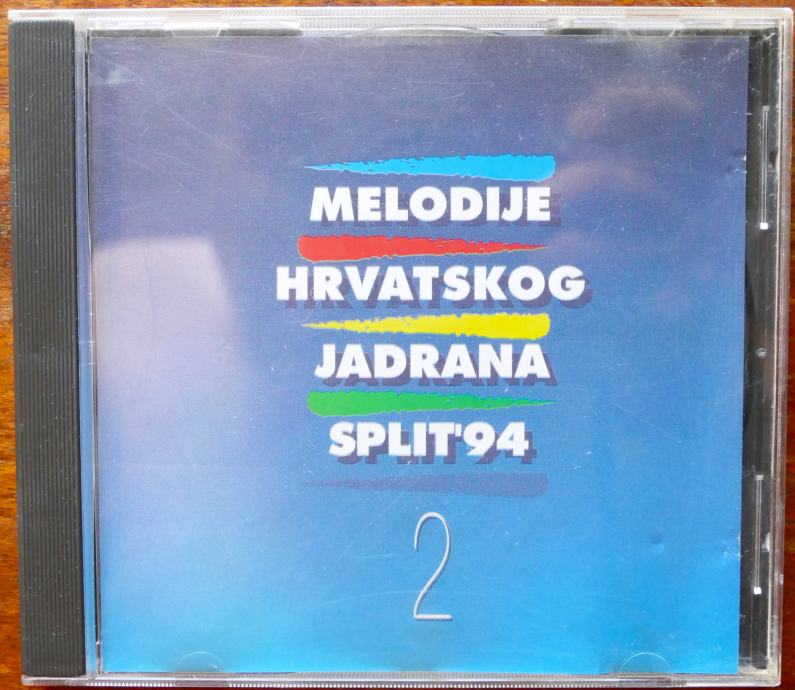 MELODIJE
HRVATSKOG
JADRANA
SPLIT'94
2